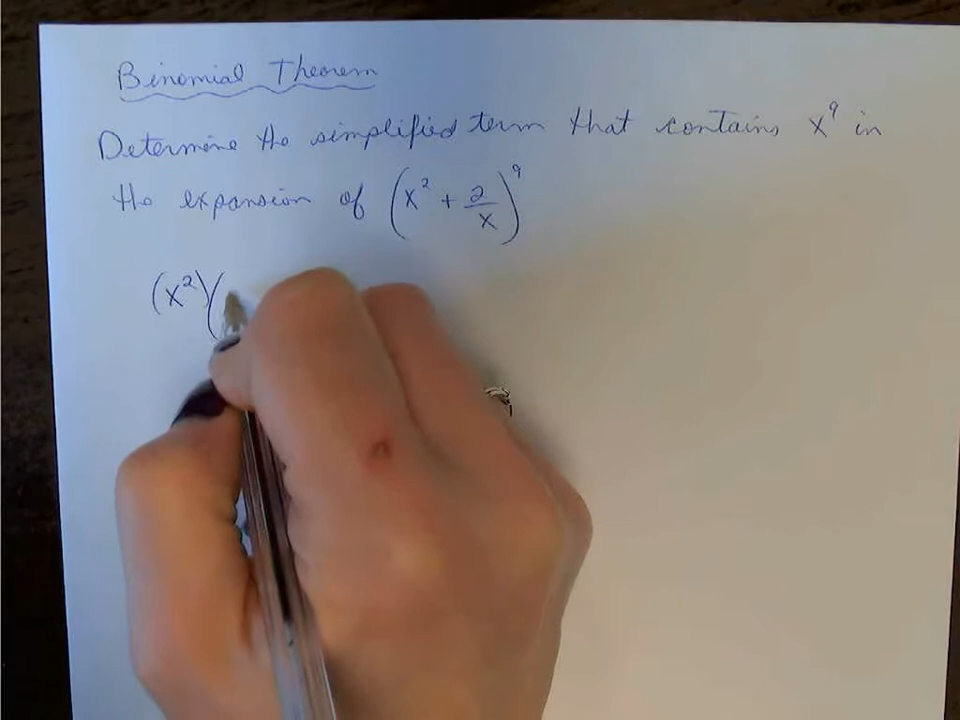 Binomial Theorem
Determine the simplified term that contains x⁹ in
the expansion of (x² + 2/x)⁹
(x²)(